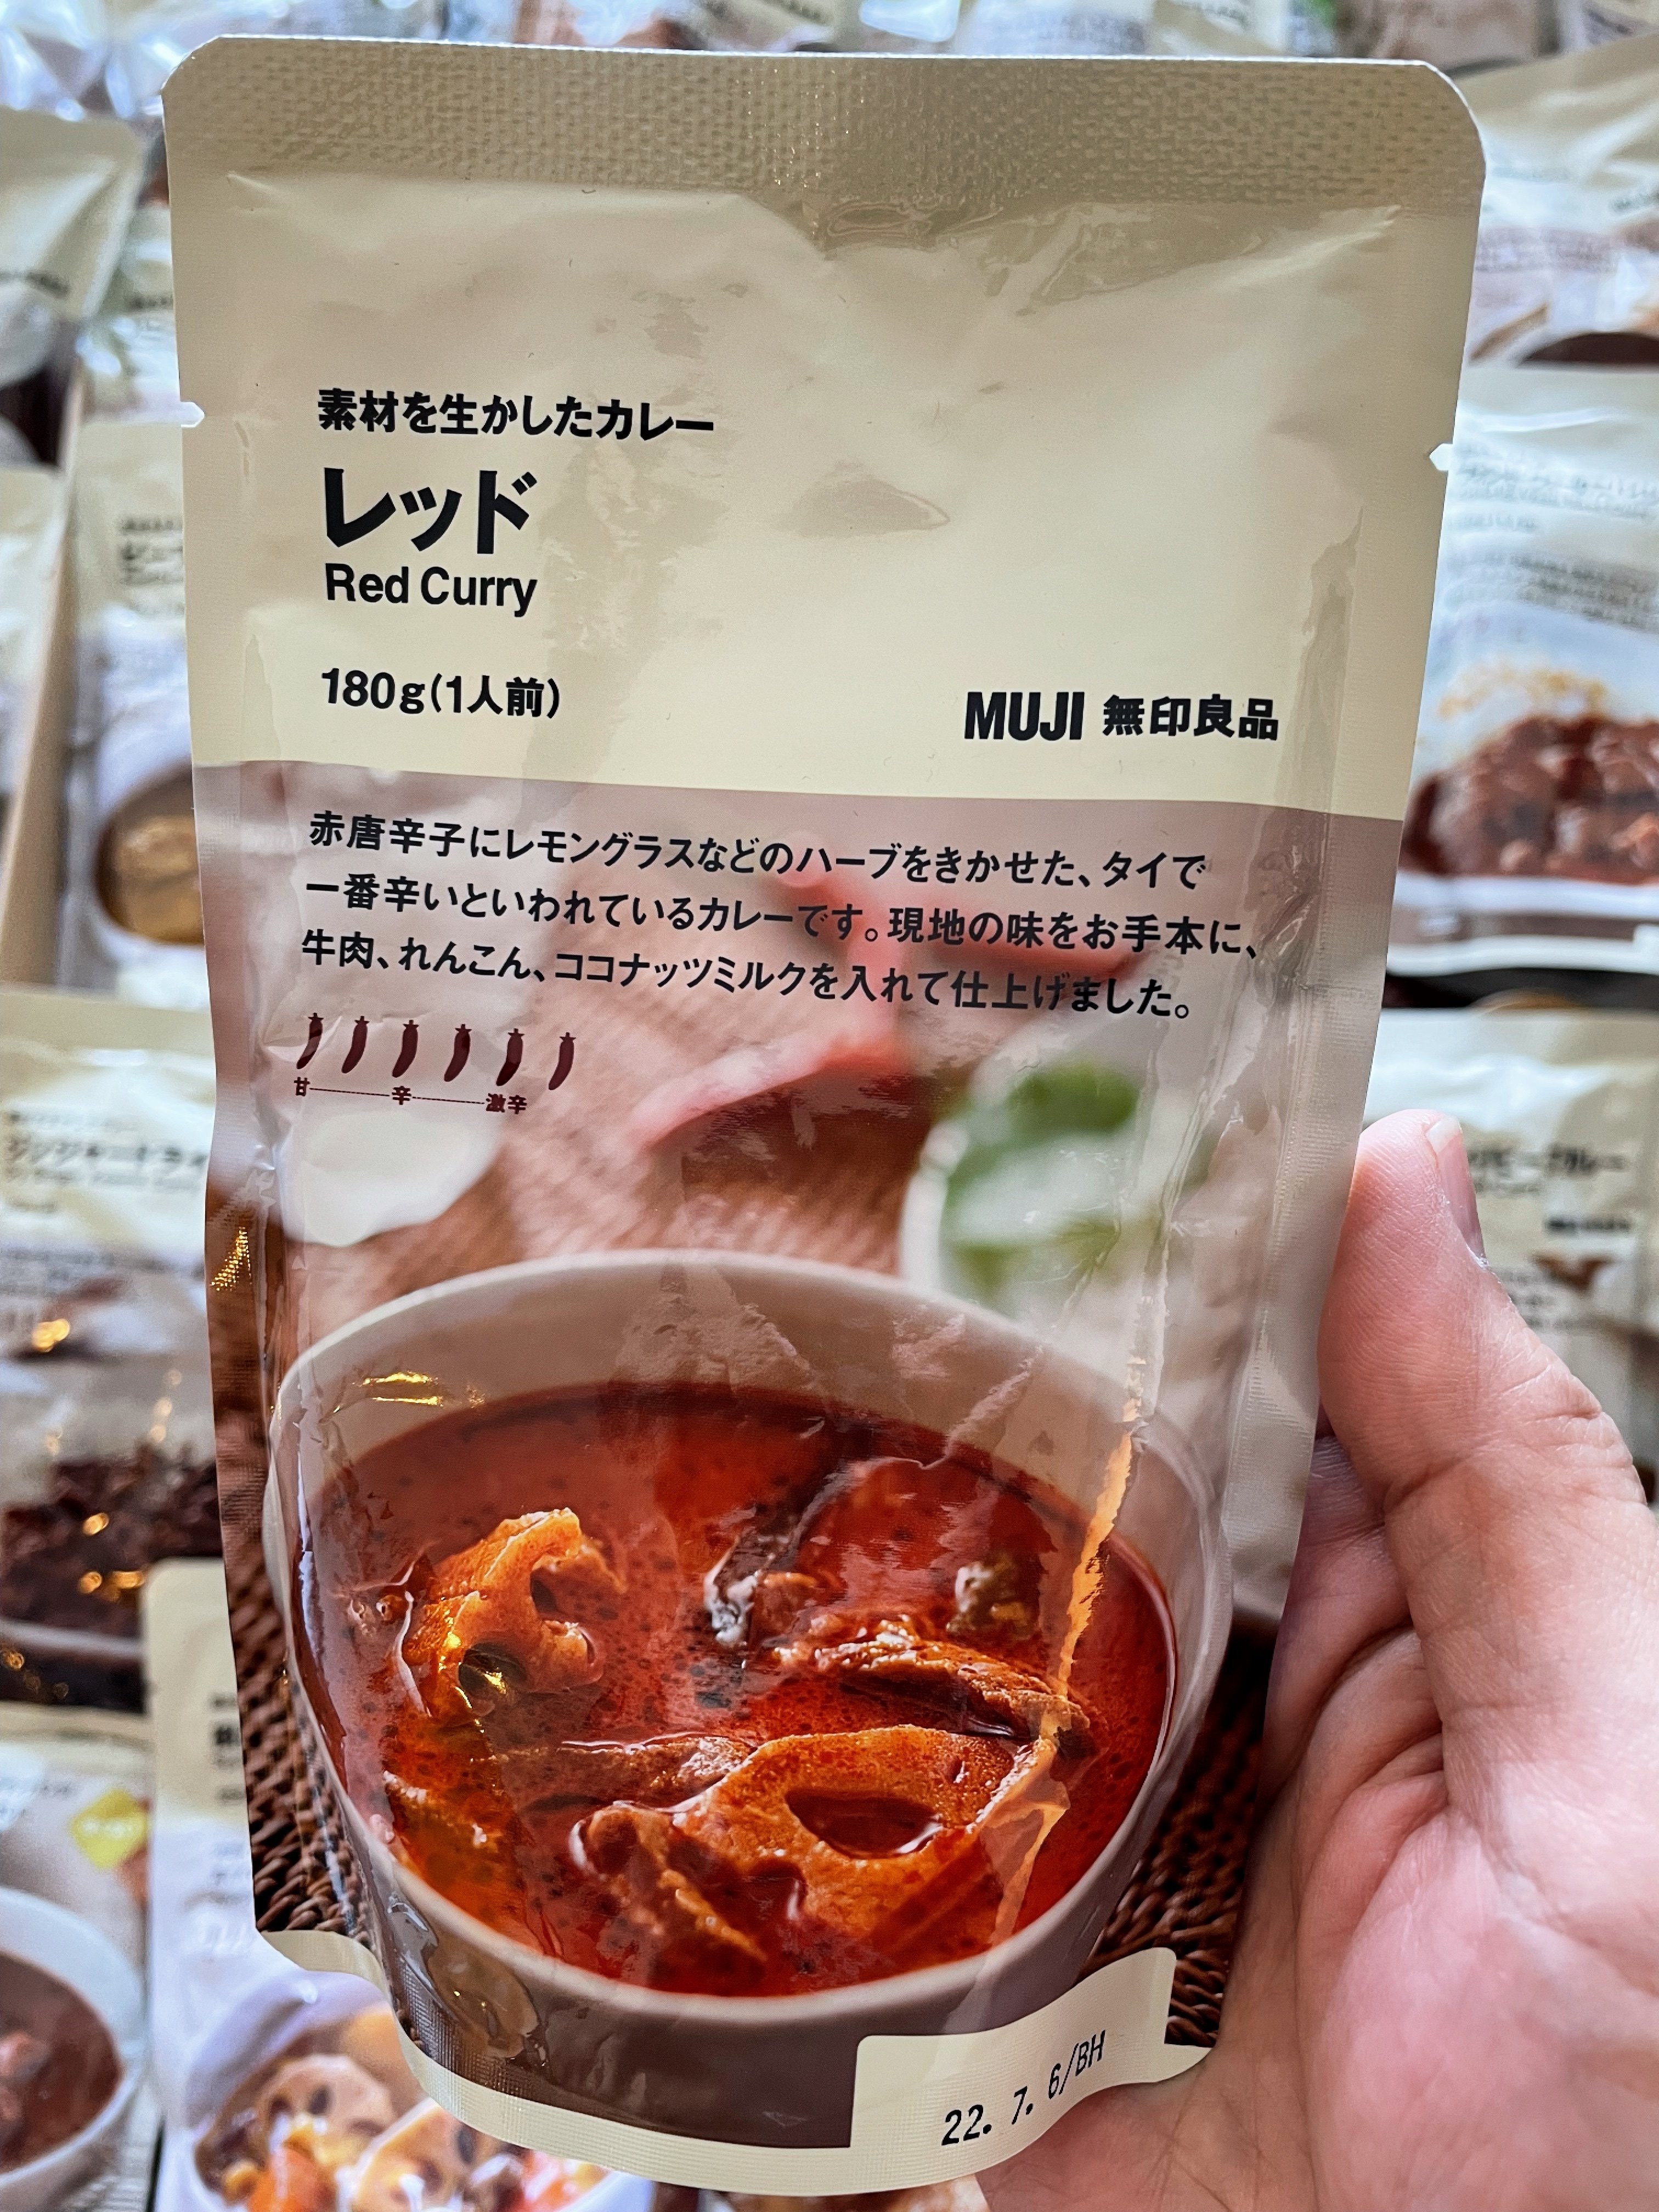 素材を生かしたカレー
レッド
Red Curry
180g(1人前)
MUJI 無印良品
赤唐辛子にレモングラスなどのハーブをきかせた、タイで
一番辛いといわれているカレーです。現地の味をお手本に、
牛肉、れんこん、ココナッツミルクを入れて仕上げました。
甘 辛 激辛
22. 7. 6/BH